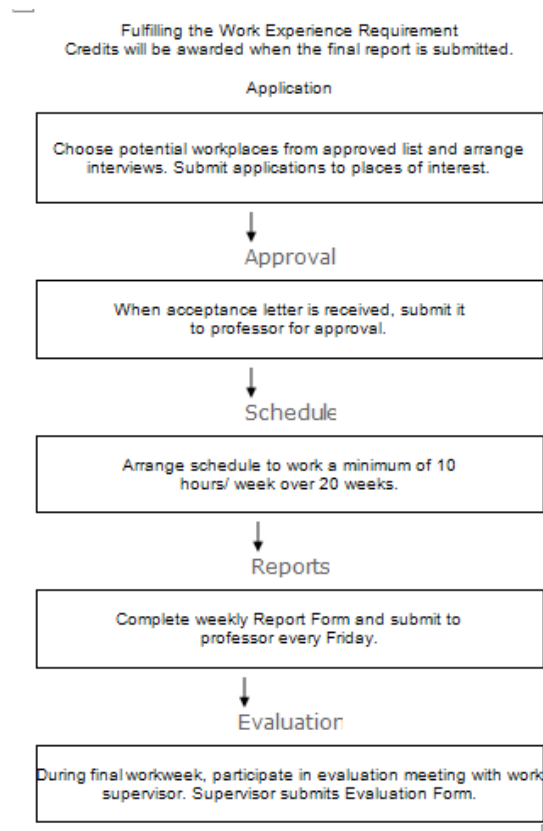 Fulfilling the Work Experience Requirement
Credits will be awarded when the final report is submitted.
Application
Choose potential workplaces from approved list and arrange
interviews. Submit applications to places of interest.
Approval
When acceptance letter is received, submit it
to professor for approval.
Schedule
Arrange schedule to work a minimum of 10
hours/ week over 20 weeks.
Reports
Complete weekly Report Form and submit to
professor every Friday.
Evaluation
During final workweek, participate in evaluation meeting with work
supervisor. Supervisor submits Evaluation Form.